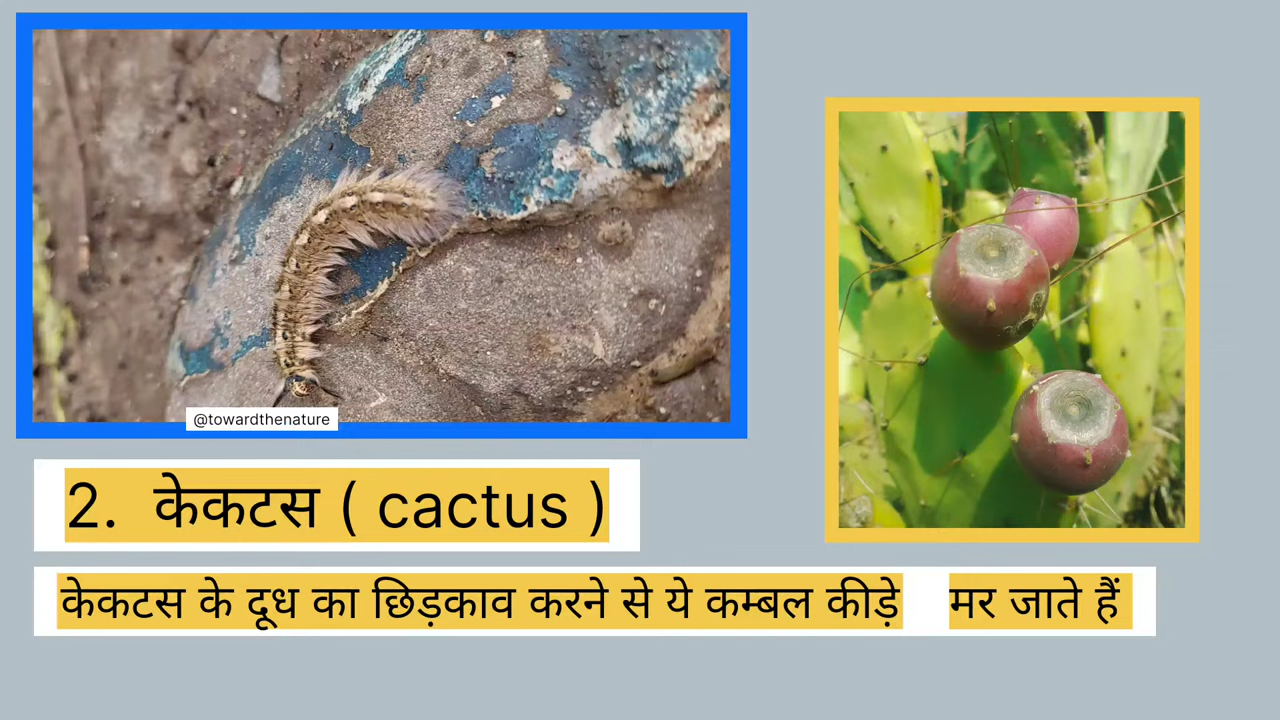 @towardthenature
2. केकटस ( cactus )
केकटस के दूध का छिड़काव करने से ये कम्बल कीड़े मर जाते हैं